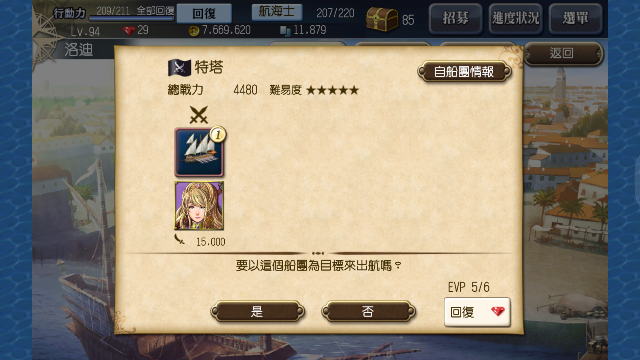 行動力 209/211 全部回復 回復 航海士 207/220 85 招募 進度狀況 選單
Lv.94 29 7.669.620 11.879
洛迪 返回
特塔
自船團情報
總戰力 4480 難易度 ★★★★★
1
15.000
要以這個船團為目標來出航嗎？
EVP 5/6
是 否 回復